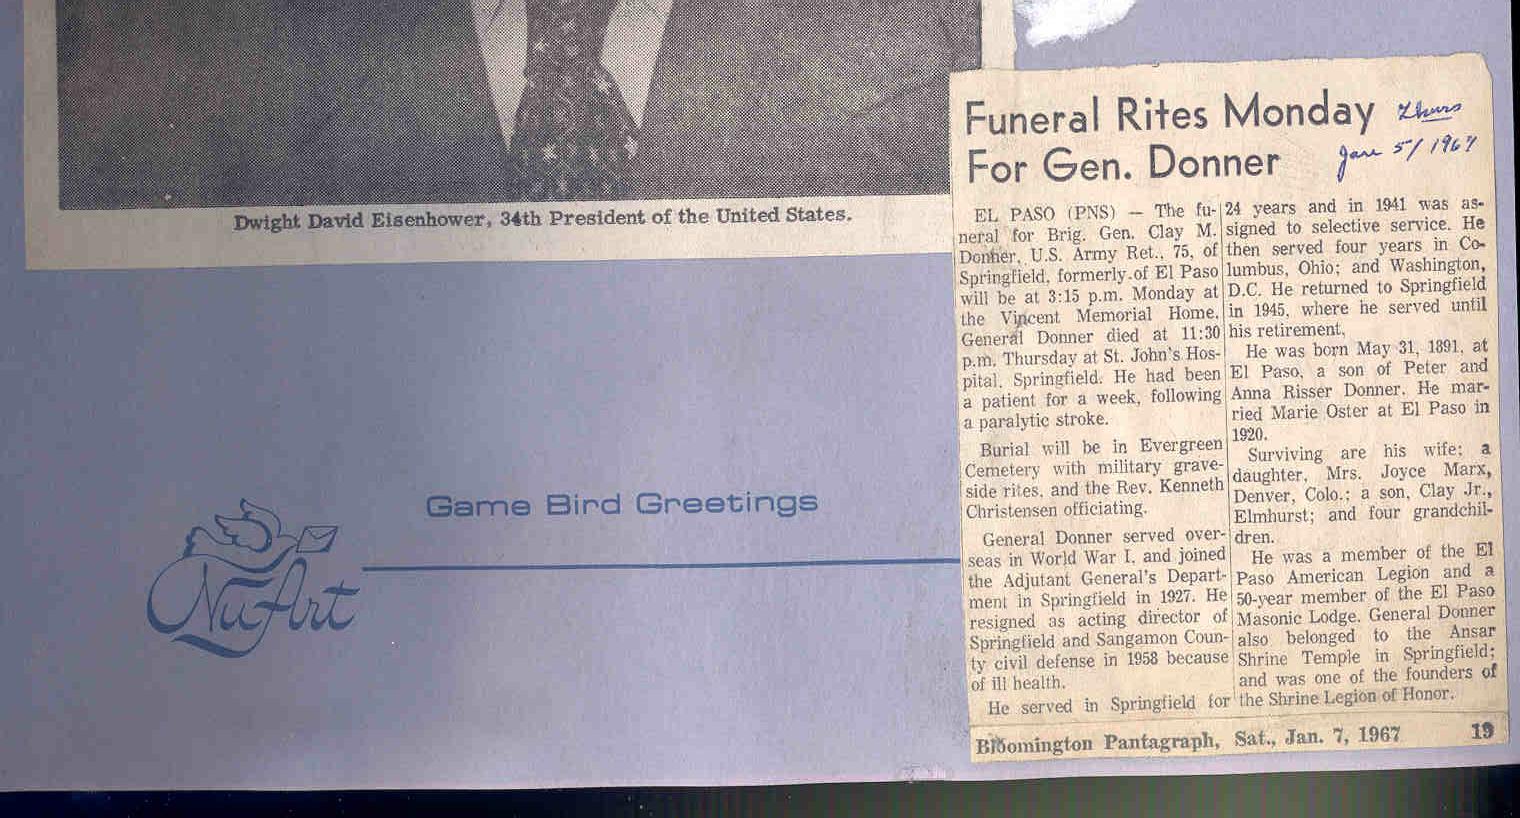 Dwight David Eisenhower, 34th President of the United States.
Game Bird Greetings
NuArt
Funeral Rites Monday
For Gen. Donner
Thurs
Jan 5/1967
EL PASO (PNS) — The fu-
neral for Brig. Gen. Clay M.
Donner, U.S. Army Ret., 75, of
Springfield, formerly of El Paso
will be at 3:15 p.m. Monday at
the Vincent Memorial Home.
General Donner died at 11:30
p.m. Thursday at St. John's Hos-
pital, Springfield. He had been
a patient for a week, following
a paralytic stroke.
Burial will be in Evergreen
Cemetery with military grave-
side rites, and the Rev. Kenneth
Christensen officiating.
General Donner served over-
seas in World War I, and joined
the Adjutant General's Depart-
ment in Springfield in 1927. He
resigned as acting director of
Springfield and Sangamon Coun-
ty civil defense in 1958 because
of ill health.
He served in Springfield for
24 years and in 1941 was as-
signed to selective service. He
then served four years in Co-
lumbus, Ohio; and Washington,
D.C. He returned to Springfield
in 1945, where he served until
his retirement.
He was born May 31, 1891, at
El Paso, a son of Peter and
Anna Risser Donner. He mar-
ried Marie Oster at El Paso in
1920.
Surviving are his wife; a
daughter, Mrs. Joyce Marx,
Denver, Colo.; a son, Clay Jr.,
Elmhurst; and four grandchil-
dren.
He was a member of the El
Paso American Legion and a
50-year member of the El Paso
Masonic Lodge. General Donner
also belonged to the Ansar
Shrine Temple in Springfield;
and was one of the founders of
the Shrine Legion of Honor.
Bloomington Pantagraph, Sat., Jan. 7, 1967 19